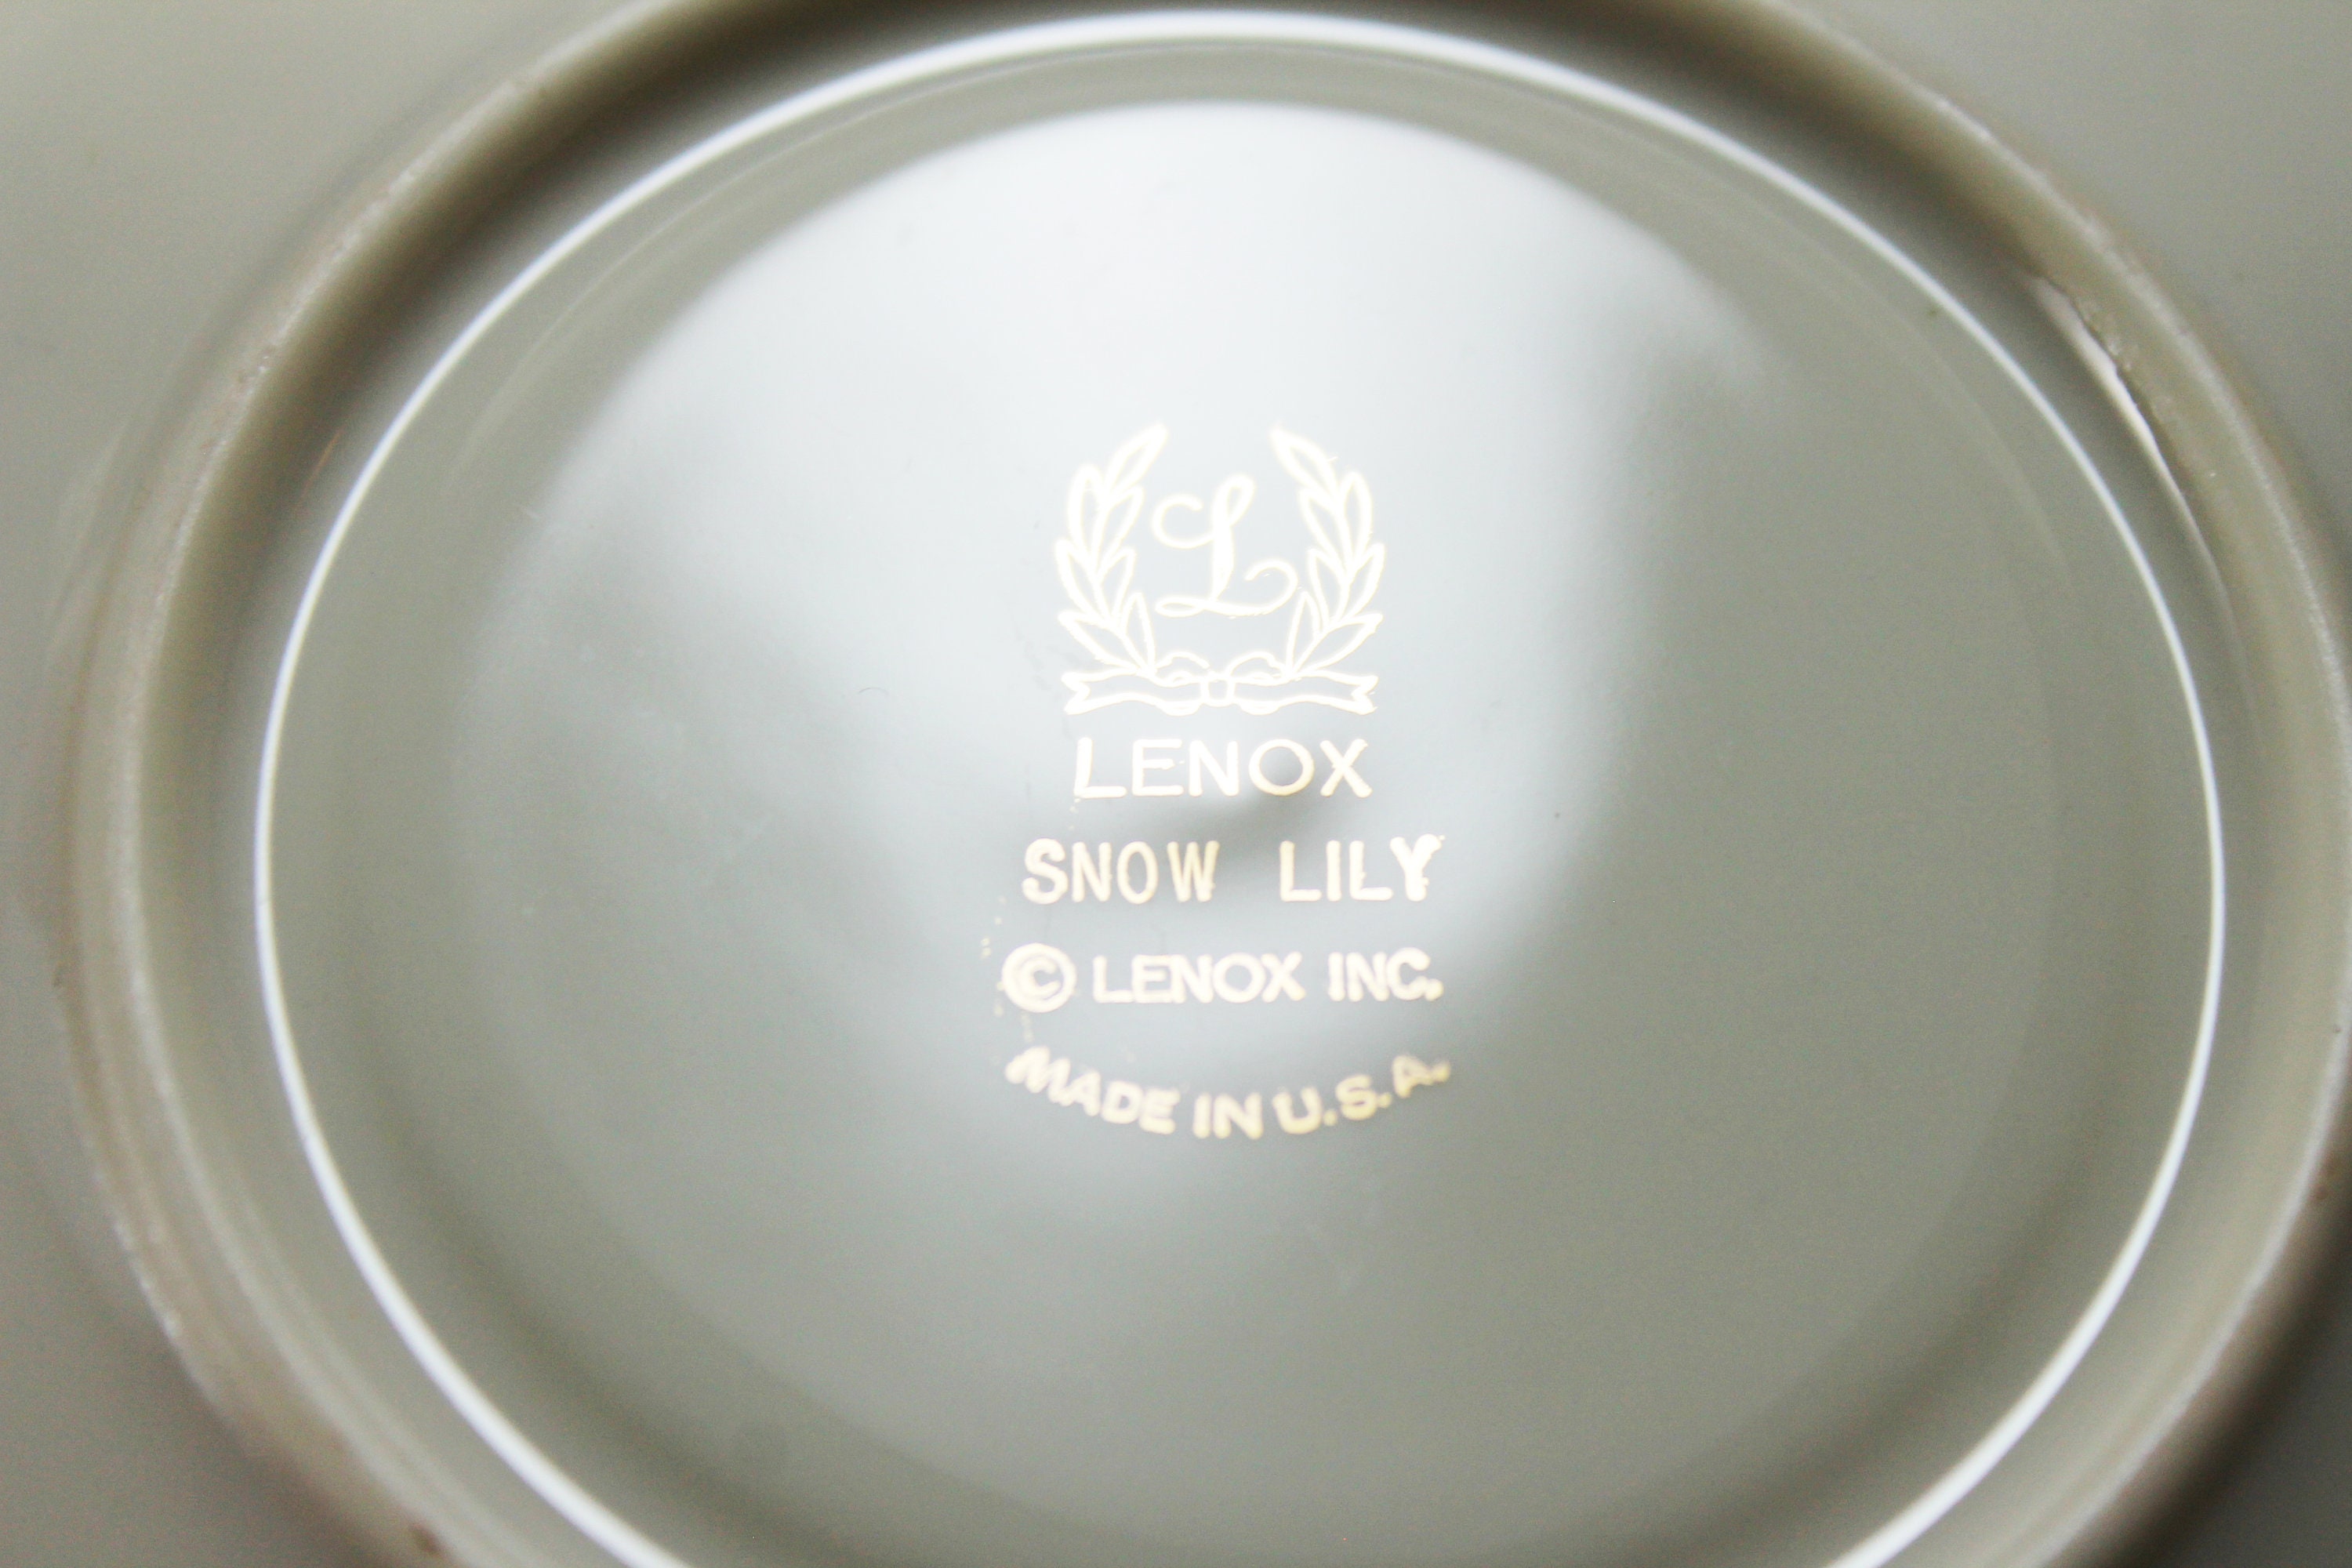 L
LENOX
SNOW LILY
© LENOX INC.
MADE IN U.S.A.